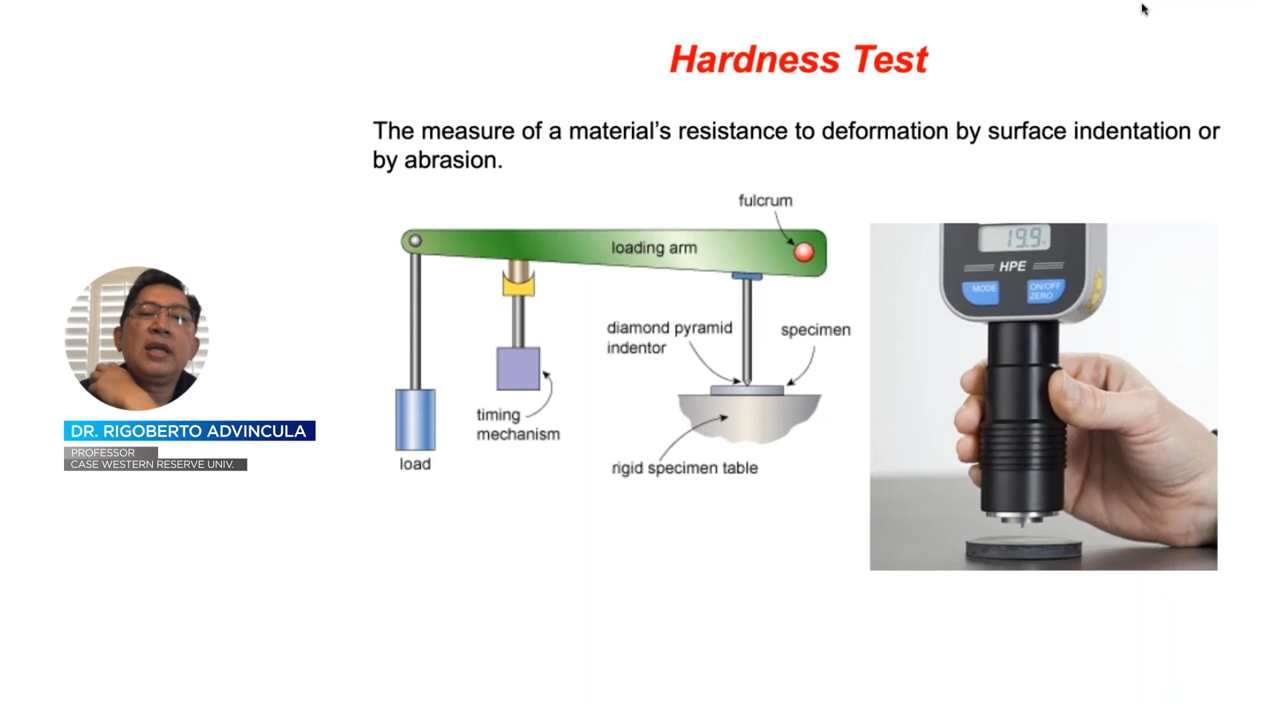 Hardness Test
The measure of a material's resistance to deformation by surface indentation or
by abrasion.
fulcrum
loading arm
diamond pyramid
indentor
specimen
timing
mechanism
load
rigid specimen table
19.9
HPE
MODE
ON/OFF
ZERO
DR. RIGOBERTO ADVINCULA
PROFESSOR
CASE WESTERN RESERVE UNIV.